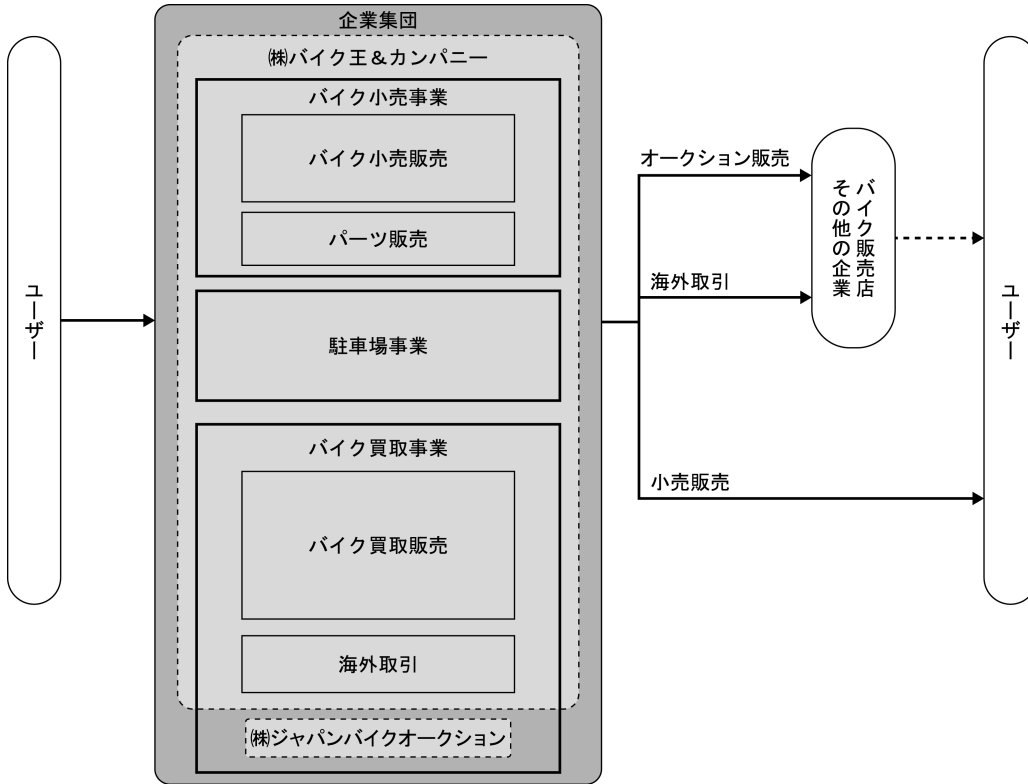 企業集団
㈱バイク王＆カンパニー
バイク小売事業
バイク小売販売
パーツ販売
駐車場事業
バイク買取事業
バイク買取販売
海外取引
㈱ジャパンバイクオークション
ユーザー
オークション販売
海外取引
小売販売
バイク販売店
その他の企業
ユーザー